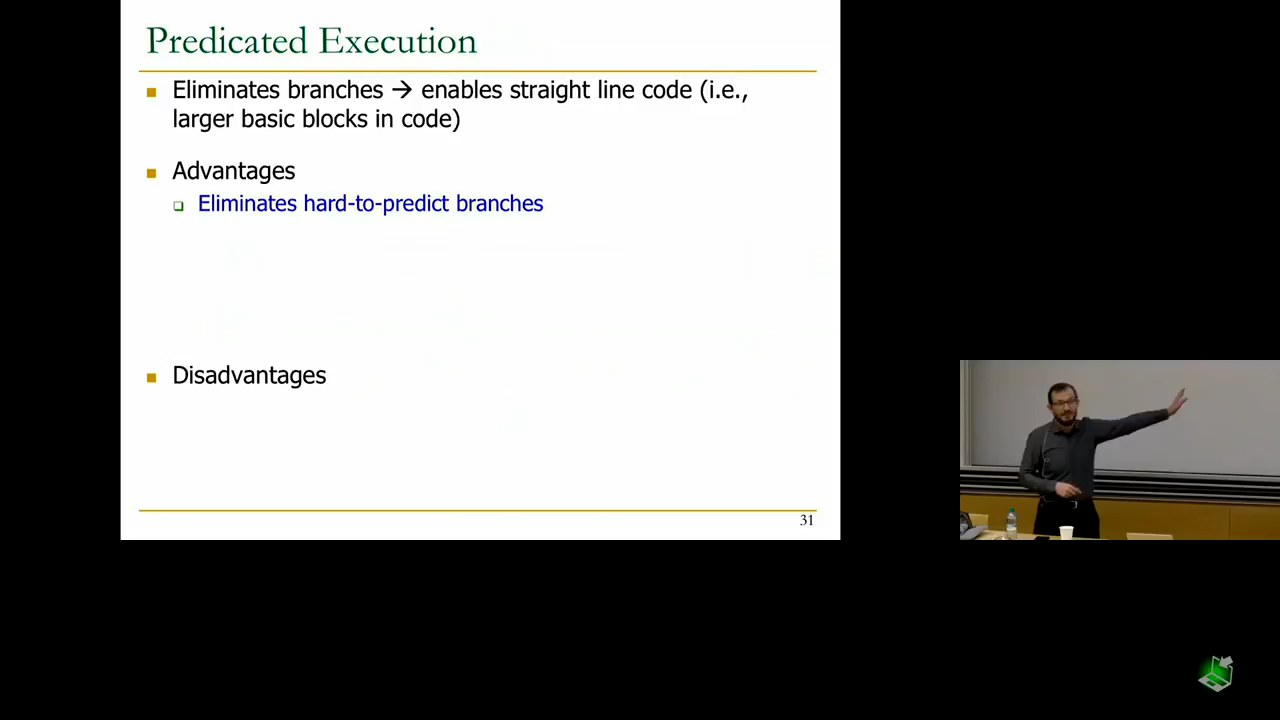 Predicated Execution
Eliminates branches → enables straight line code (i.e.,
larger basic blocks in code)
Advantages
Eliminates hard-to-predict branches
Disadvantages
31